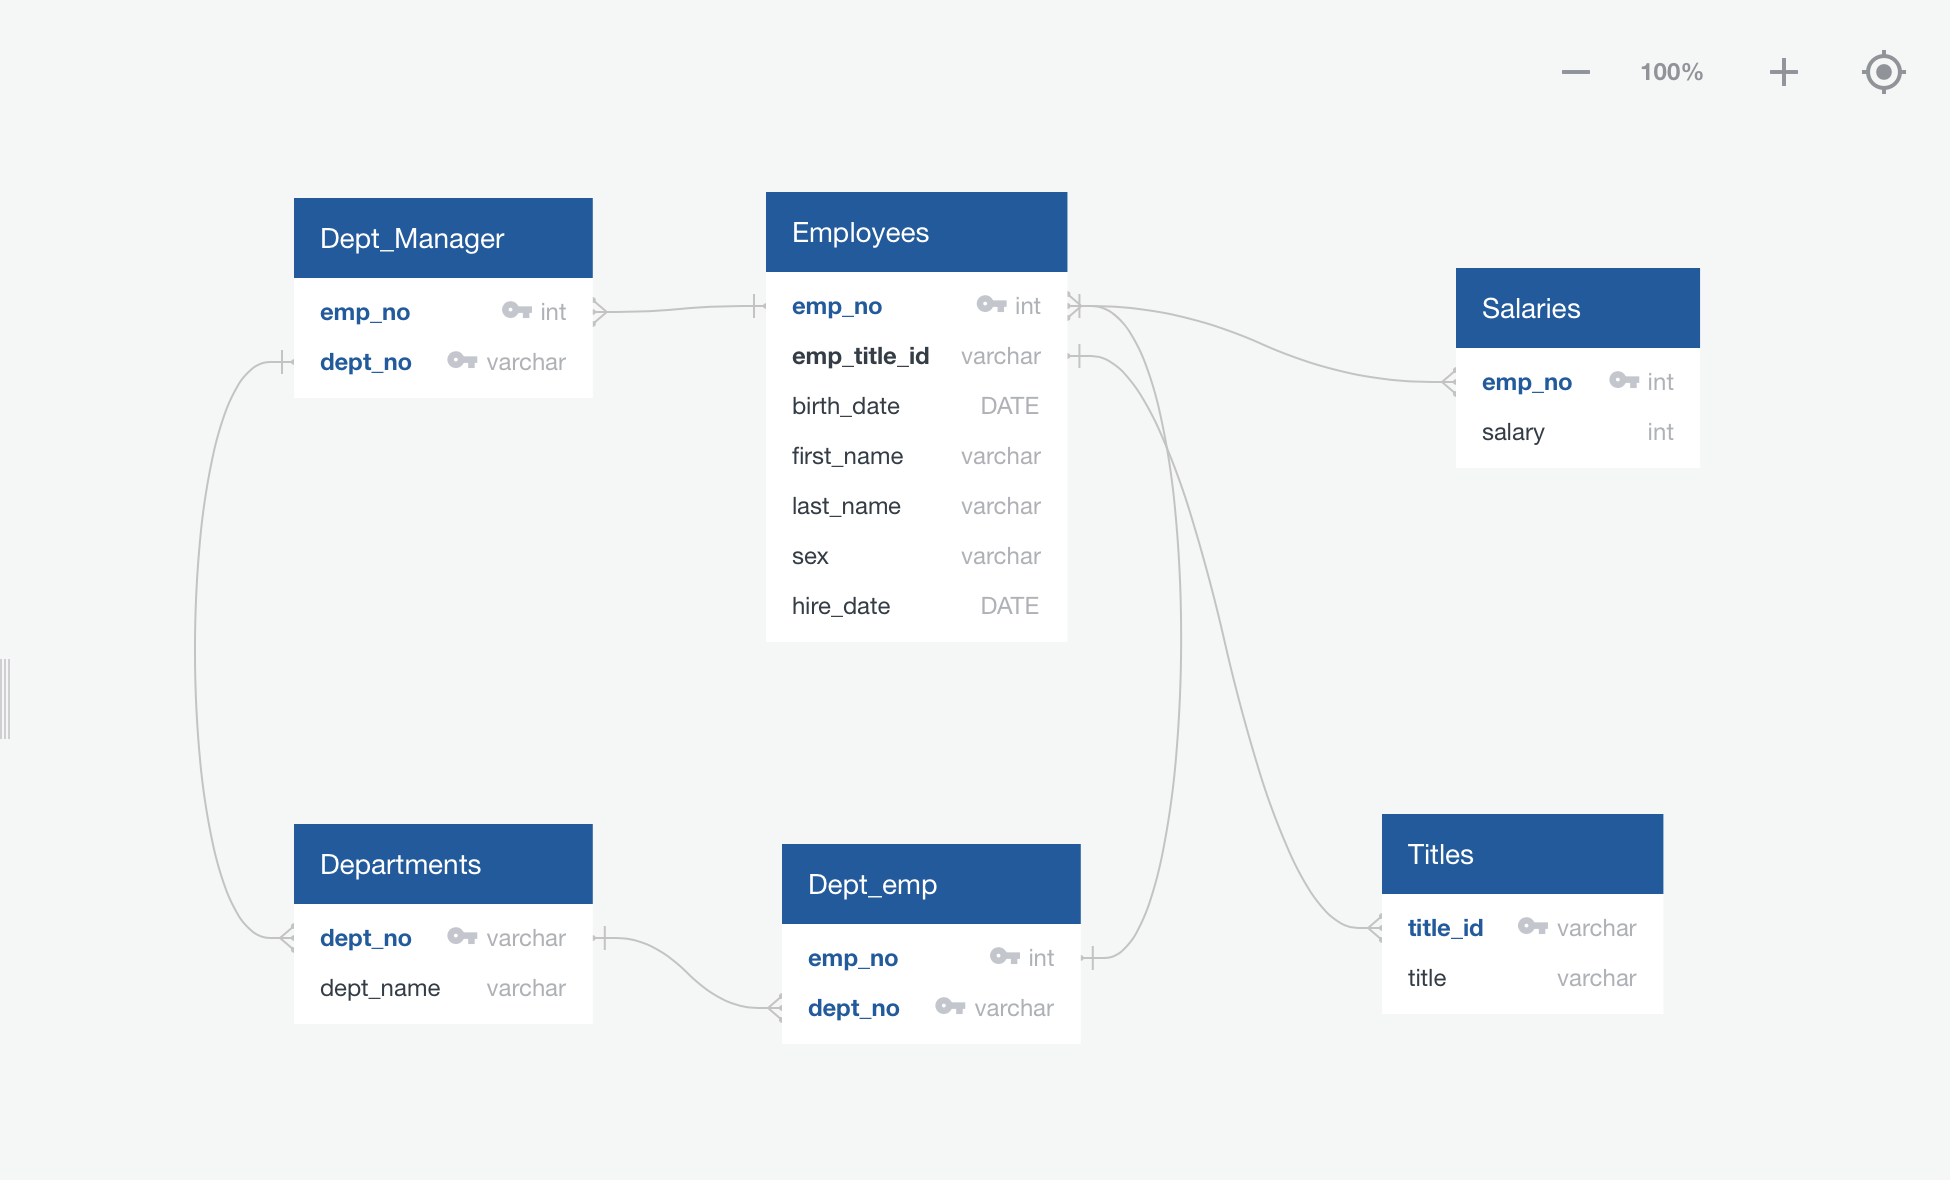 100%
Dept_Manager
emp_no int
dept_no varchar
Employees
emp_no int
emp_title_id varchar
birth_date DATE
first_name varchar
last_name varchar
sex varchar
hire_date DATE
Salaries
emp_no int
salary int
Departments
dept_no varchar
dept_name varchar
Dept_emp
emp_no int
dept_no varchar
Titles
title_id varchar
title varchar